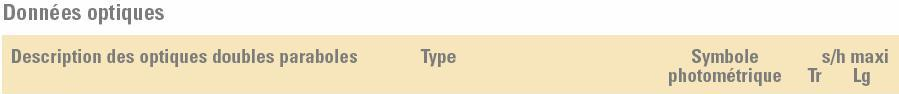 Données optiques
Description des optiques doubles paraboles Type Symbole s/h maxi
photométrique Tr Lg